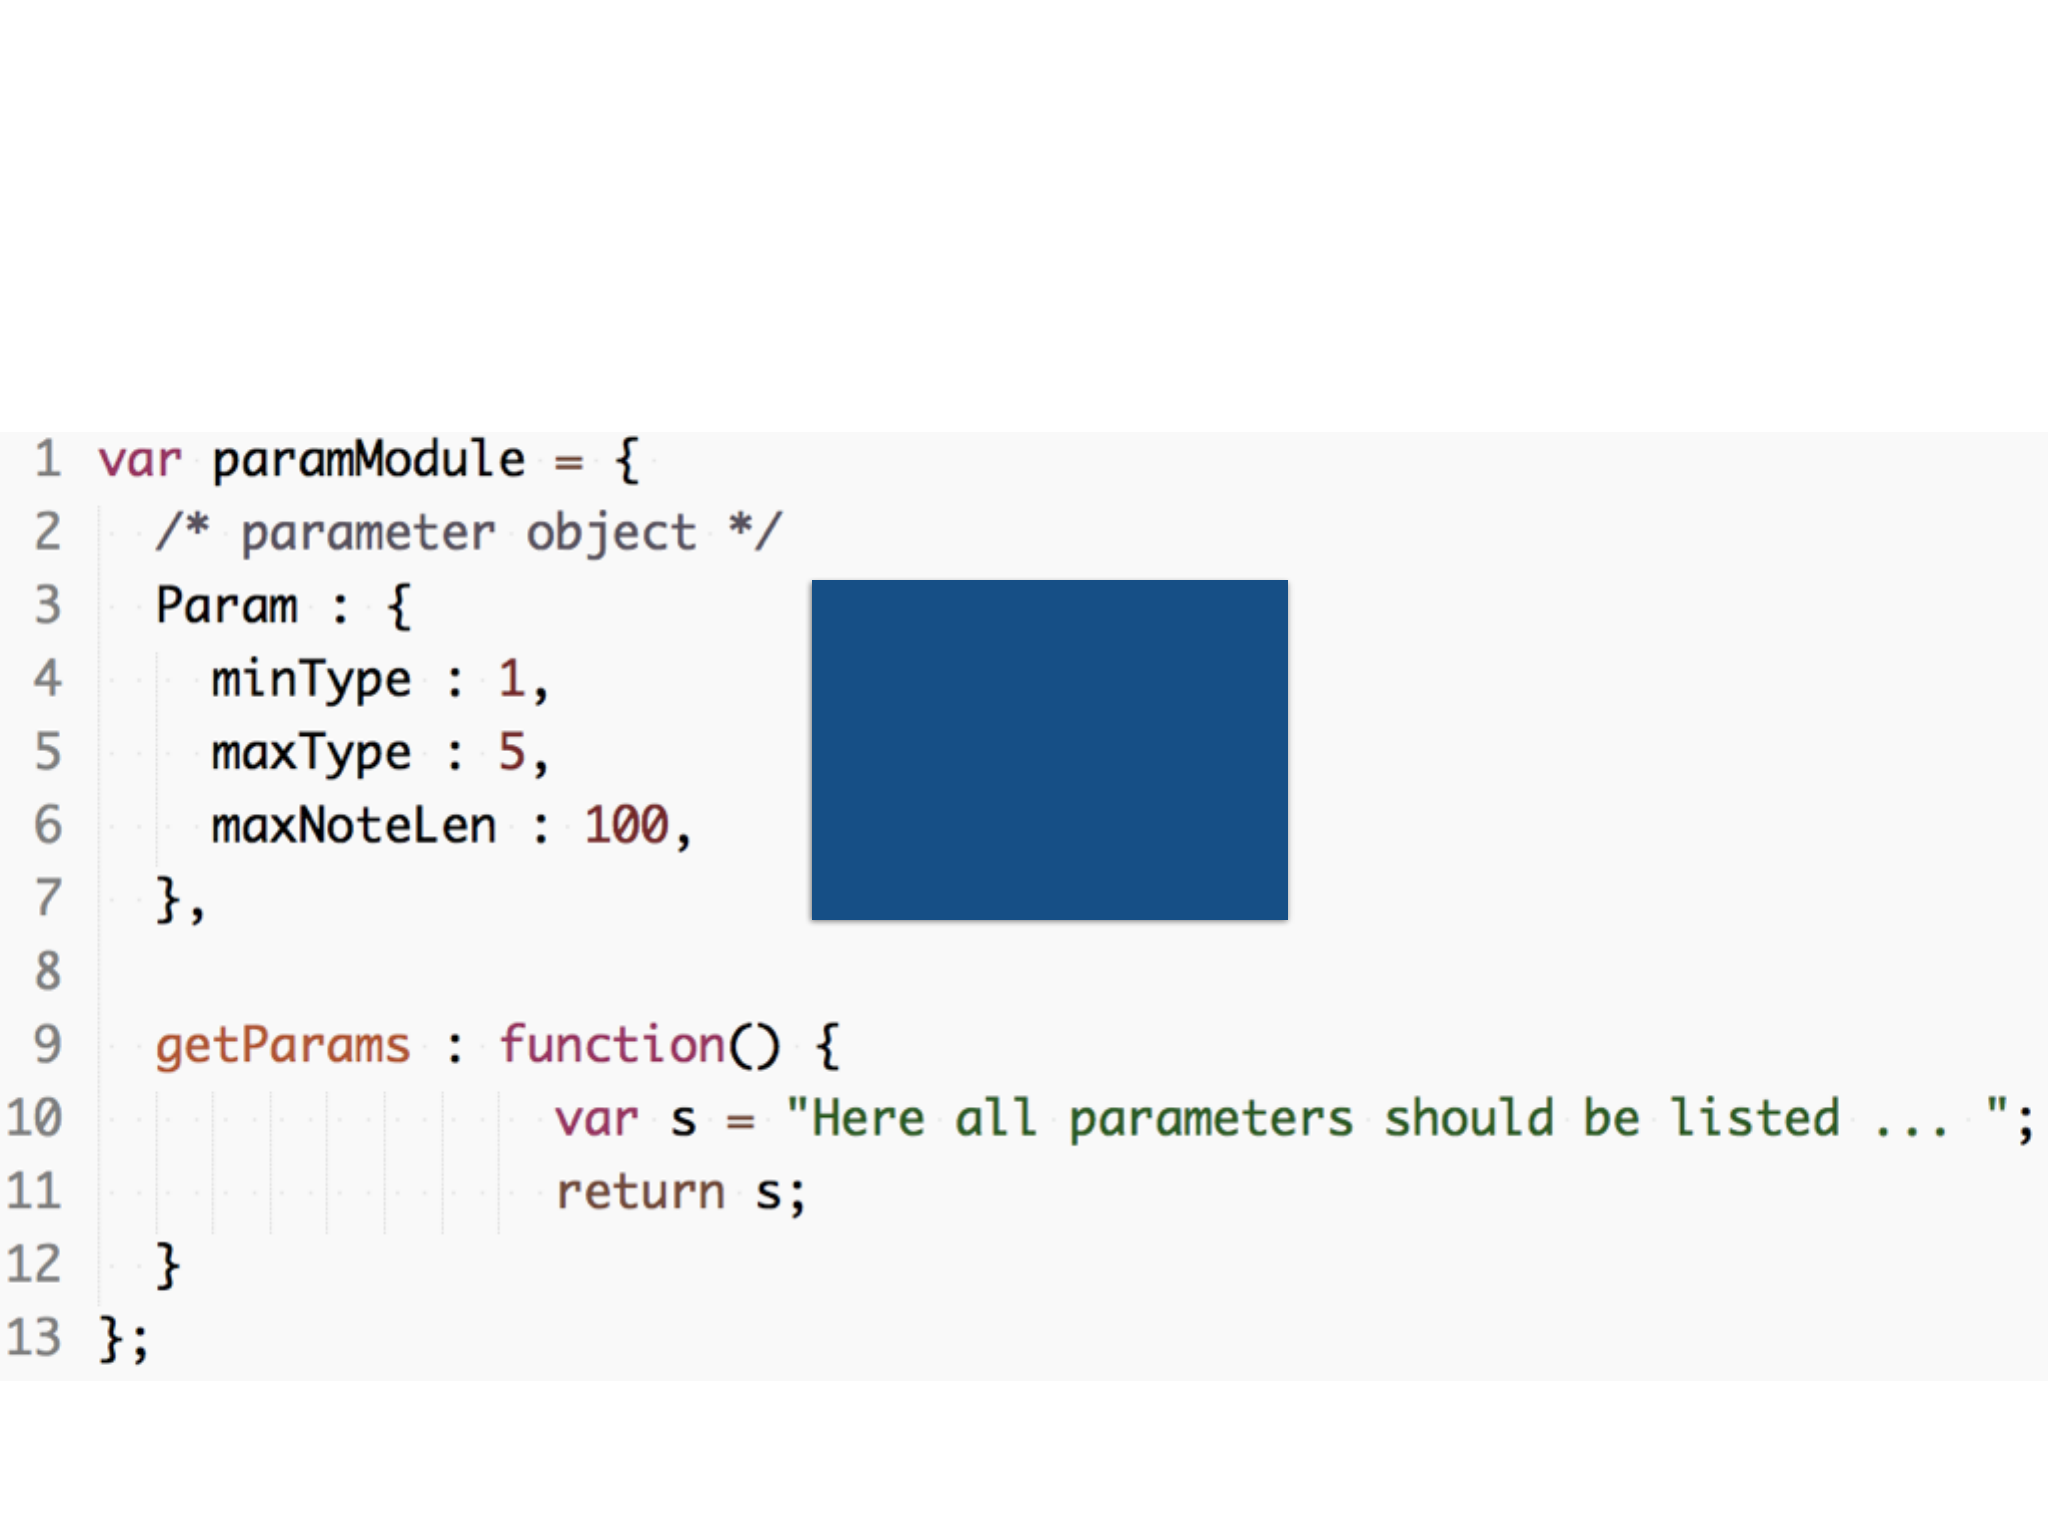 1 var paramModule = {
2 /* parameter object */
3 Param : {
4 minType : 1,
5 maxType : 5,
6 maxNoteLen : 100,
7 },
8
9 getParams : function() {
10 var s = "Here all parameters should be listed ... ";
11 return s;
12 }
13 };